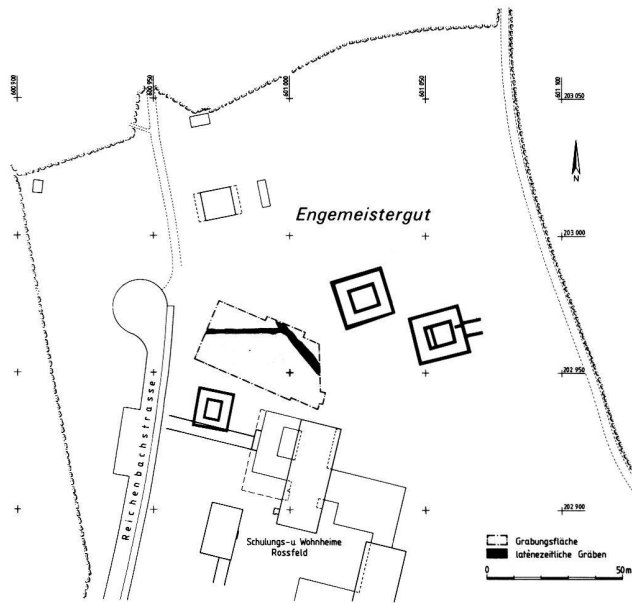 600 100
600 950
601 000
601 050
601 100
203 050
N
Engemeistergut
203 000
202 950
Reichenbachstrasse
202 900
Schulungs-u Wohnheime
Rossfeld
Grabungsfläche
latènezeitliche Gräben
0
50m